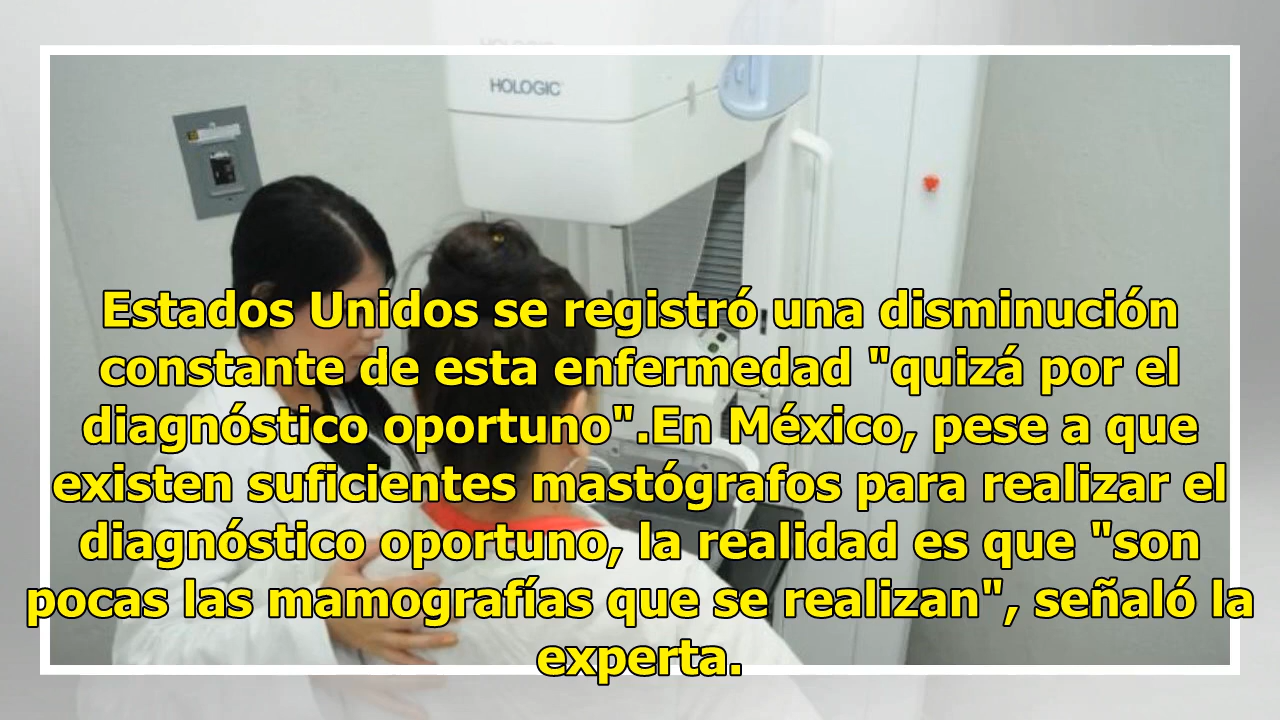 HOLOGIC
Estados Unidos se registró una disminución
constante de esta enfermedad "quizá por el
diagnóstico oportuno".En México, pese a que
existen suficientes mastógrafos para realizar el
diagnóstico oportuno, la realidad es que "son
pocas las mamografías que se realizan", señaló la
experta.